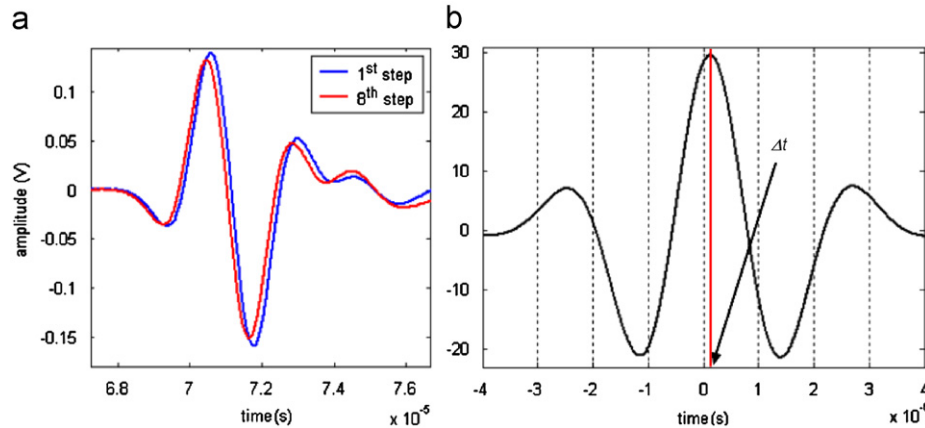 a
0.1
0.05
0
-0.05
-0.1
-0.15
amplitude (V)
1st step
8th step
6.8
7
7.2
7.4
7.6
x 10-5
time (s)
b
30
20
10
0
-10
-20
Δt
-4
-3
-2
-1
0
1
2
3
4
time (s)